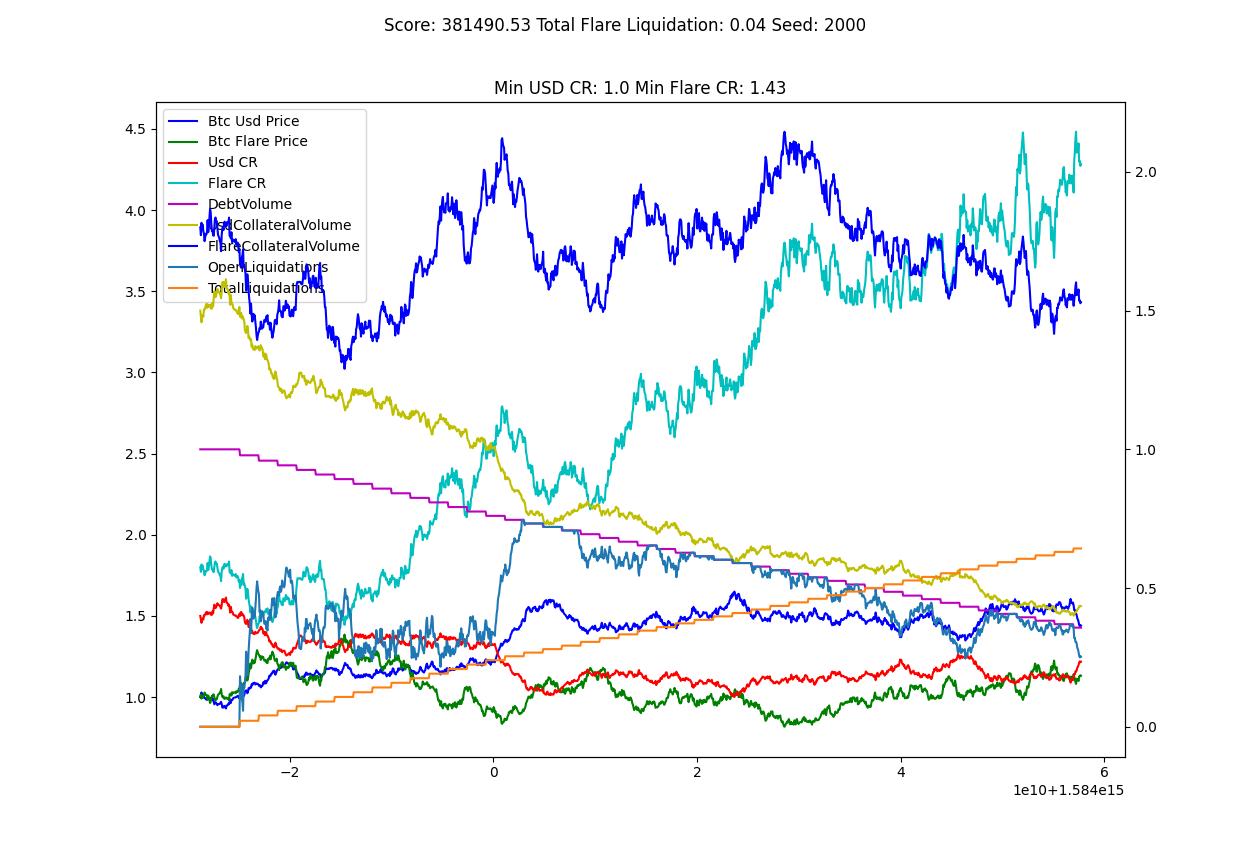 Score: 381490.53 Total Flare Liquidation: 0.04 Seed: 2000
Min USD CR: 1.0 Min Flare CR: 1.43
Btc Usd Price
Btc Flare Price
Usd CR
Flare CR
DebtVolume
UsdCollateralVolume
FlareCollateralVolume
OpenLiquidations
TotalLiquidations
4.5
4.0
3.5
3.0
2.5
2.0
1.5
1.0
2.0
1.5
1.0
0.5
0.0
−2
0
2
4
6
1e10+1.584e15